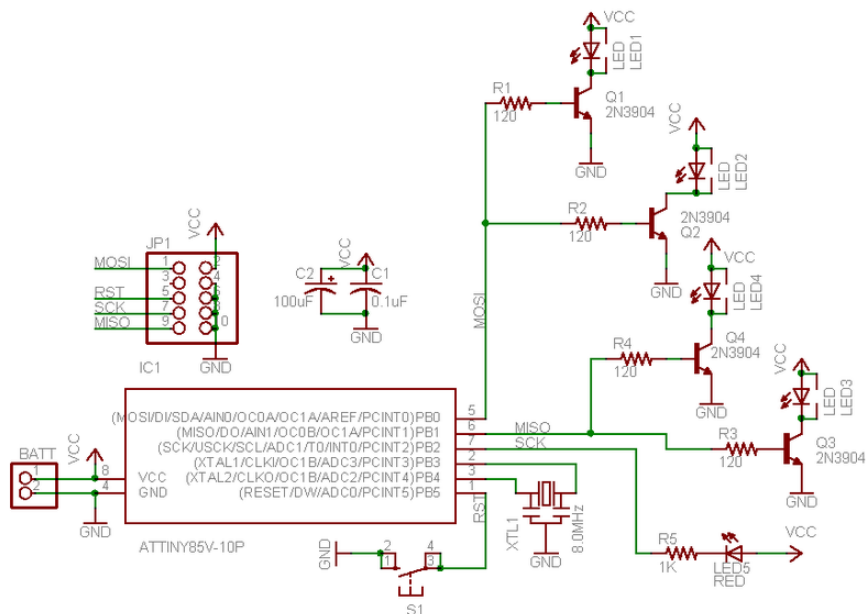 VCC
LED
LED1
R1
120
Q1
2N3904
GND
VCC
LED
LED2
R2
120
2N3904
Q2
GND
VCC
JP1
MOSI
1
2
3
4
RST
5
6
SCK
7
8
MISO
9
0
GND
VCC
C2
100uF
C1
0.1uF
GND
MOSI
VCC
LED
LED4
R4
120
Q4
2N3904
GND
VCC
LED
LED3
R3
120
Q3
2N3904
GND
IC1
(MOSI/DI/SDA/AIN0/OC0A/OC1A/AREF/PCINT0)PB0
5
(MISO/DO/AIN1/OC0B/OC1A/PCINT1)PB1
6
MISO
(SCK/USCK/SCL/ADC1/T0/INT0/PCINT2)PB2
7
SCK
(XTAL1/CLKI/OC1B/ADC3/PCINT3)PB3
2
(XTAL2/CLKO/OC1B/ADC2/PCINT4)PB4
3
(RESET/DW/ADC0/PCINT5)PB5
1
RST
8
VCC
4
GND
ATTINY85V-10P
BATT
1
2
VCC
GND
XTL1
8.0MHz
GND
GND
2
1
4
3
S1
R5
1K
LED5
RED
VCC